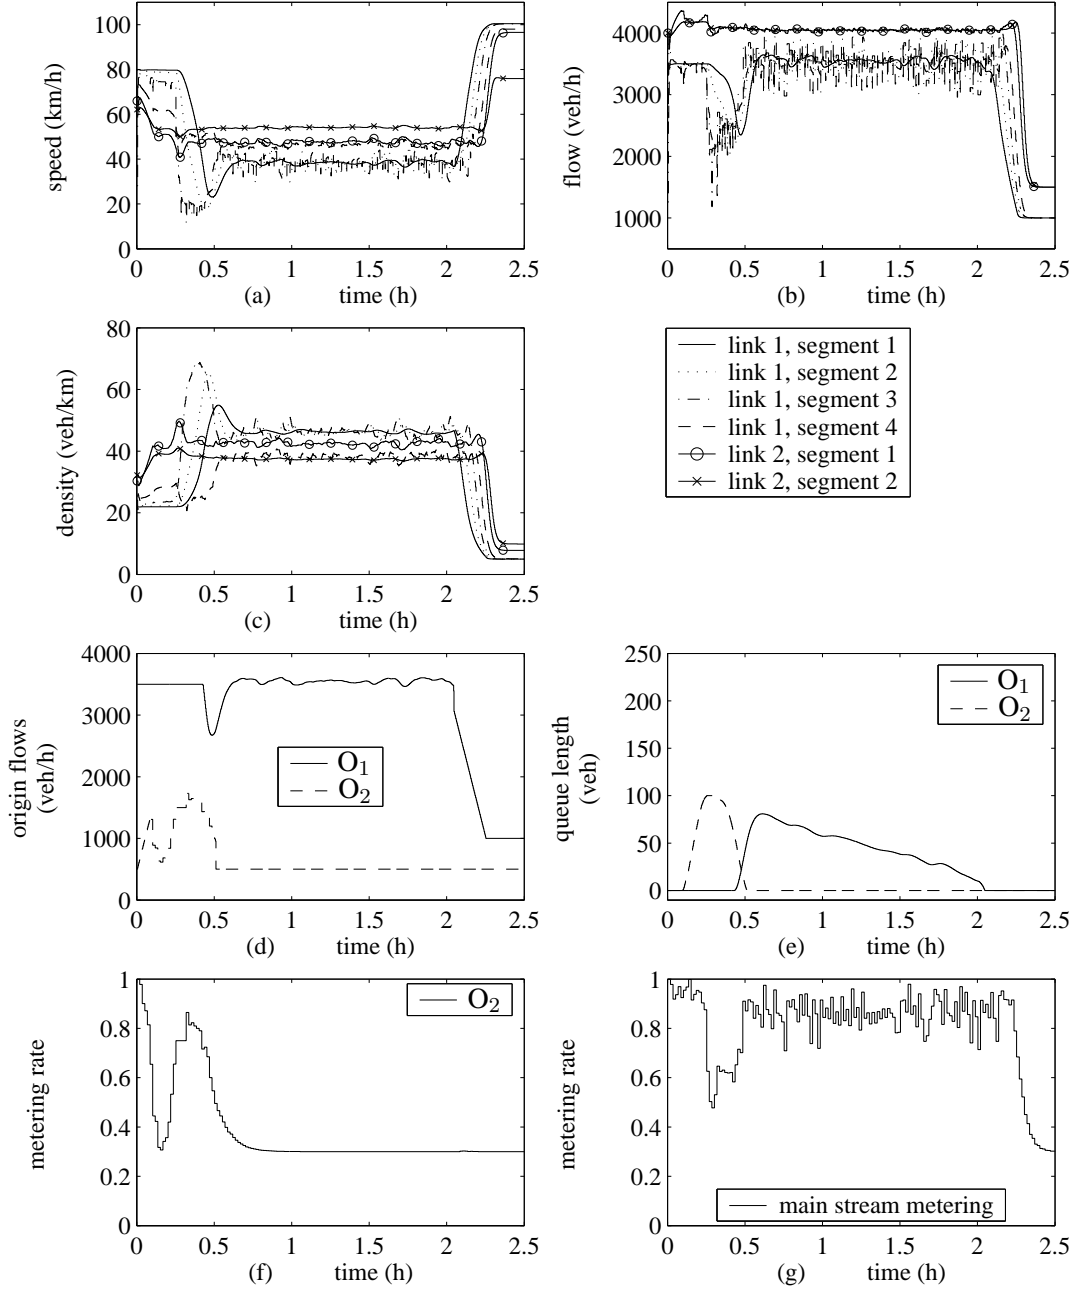 100
80
60
40
20
0
speed (km/h)
0 0.5 1 1.5 2 2.5
(a) time (h)
4000
3000
2000
1000
flow (veh/h)
0 0.5 1 1.5 2 2.5
(b) time (h)
80
60
40
20
0
density (veh/km)
0 0.5 1 1.5 2 2.5
(c) time (h)
link 1, segment 1
link 1, segment 2
link 1, segment 3
link 1, segment 4
link 2, segment 1
link 2, segment 2
4000
3000
2000
1000
0
origin flows
(veh/h)
O1
O2
0 0.5 1 1.5 2 2.5
(d) time (h)
250
200
150
100
50
0
queue length
(veh)
O1
O2
0 0.5 1 1.5 2 2.5
(e) time (h)
1
0.8
0.6
0.4
0.2
0
metering rate
O2
0 0.5 1 1.5 2 2.5
(f) time (h)
1
0.8
0.6
0.4
0.2
0
metering rate
main stream metering
0 0.5 1 1.5 2 2.5
(g) time (h)